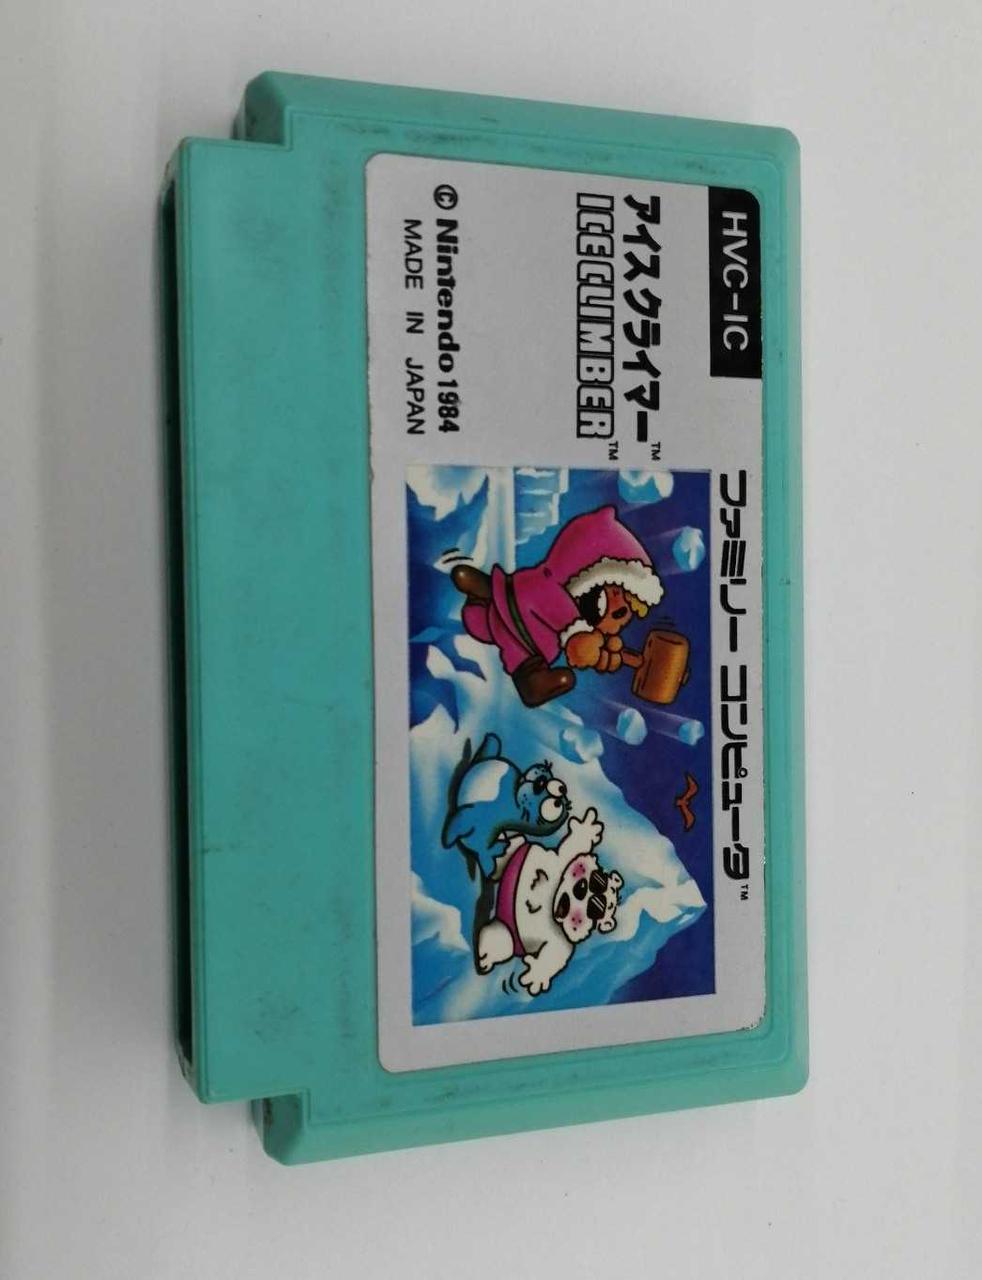 HVC-IC
ファミリー コンピュータ™
アイスクライマー™
ICE CLIMBER™
© Nintendo 1984
MADE IN JAPAN